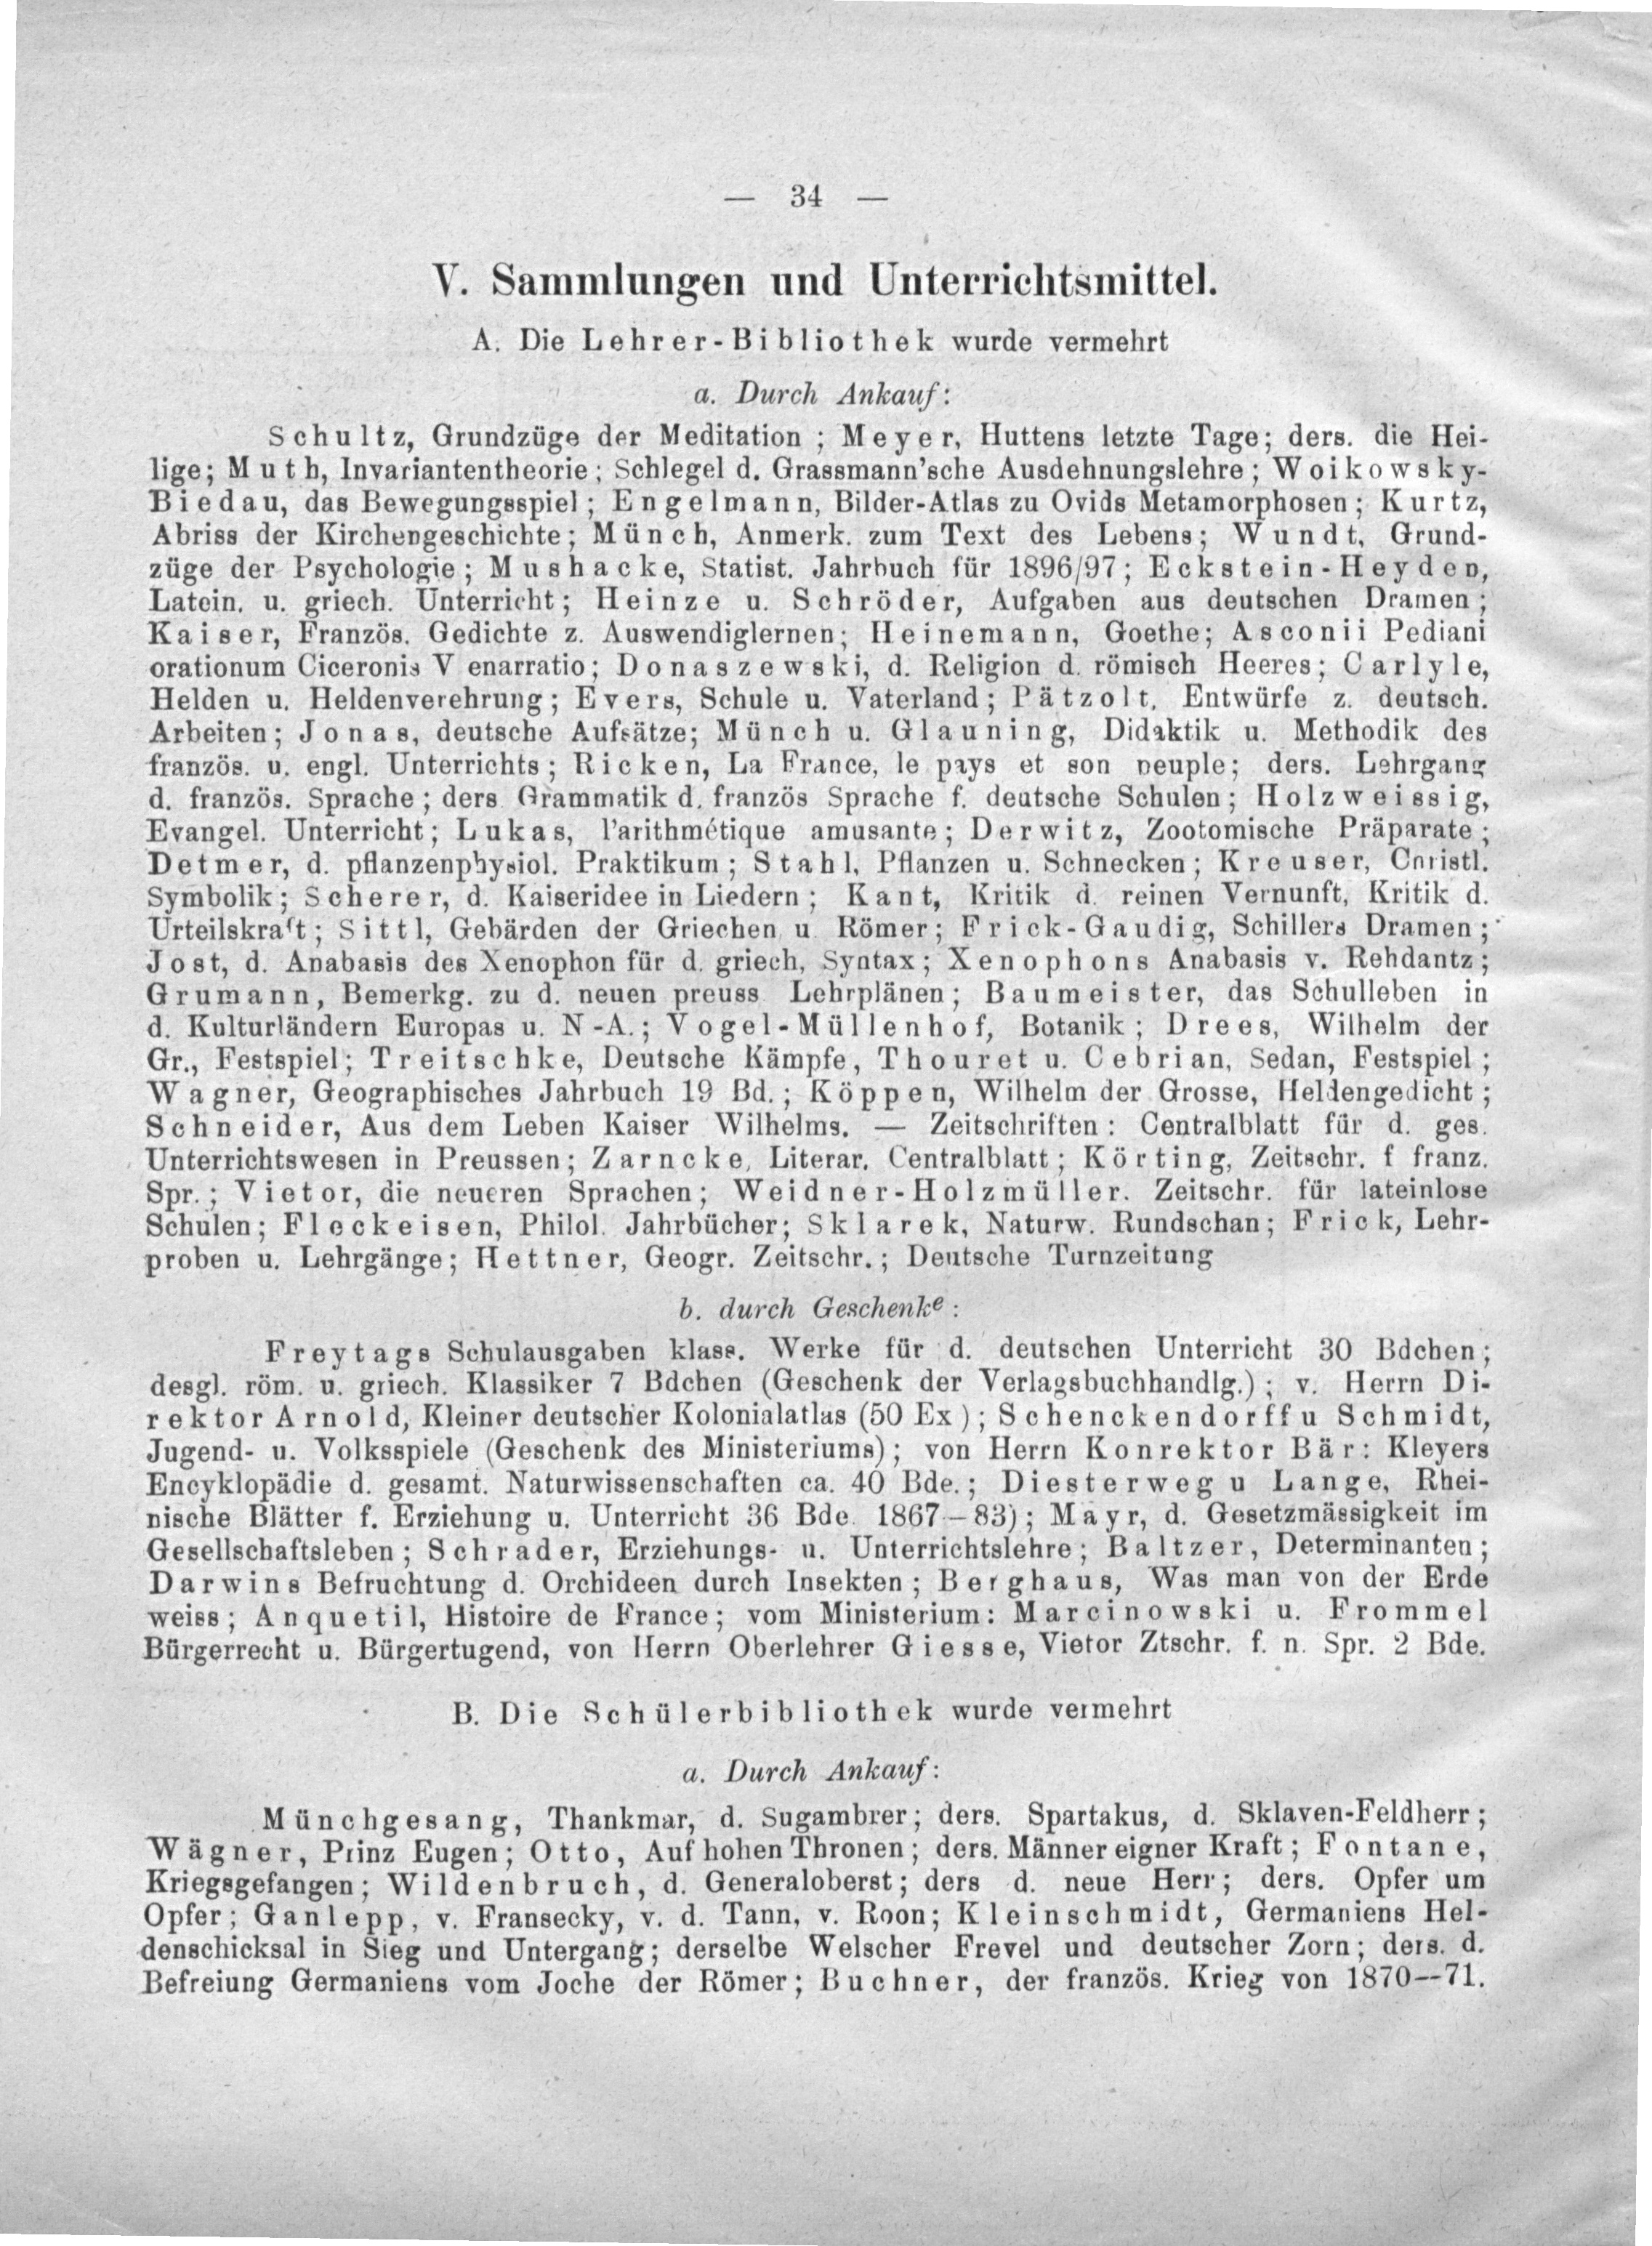 — 34 —
V. Sammlungen und Unterrichtsmittel.
A. Die Lehrer-Bibliothek wurde vermehrt
a. Durch Ankauf:
Schultz, Grundzüge der Meditation ; Meyer, Huttens letzte Tage; ders. die Hei-
lige; Muth, Invariantentheorie; Schlegel d. Grassmann'sche Ausdehnungslehre; Woikowsky-
Biedau, das Bewegungsspiel; Engelmann, Bilder-Atlas zu Ovids Metamorphosen; Kurtz,
Abriss der Kirchengeschichte; Münch, Anmerk. zum Text des Lebens; Wundt, Grund-
züge der Psychologie; Mushacke, Statist. Jahrbuch für 1896/97; Eckstein-Heyden,
Latein. u. griech. Unterricht; Heinze u. Schröder, Aufgaben aus deutschen Dramen;
Kaiser, Französ. Gedichte z. Auswendiglernen; Heinemann, Goethe; Asconii Pediani
orationum Ciceronis V enarratio; Donaszewski, d. Religion d. römisch Heeres; Carlyle,
Helden u. Heldenverehrung; Evers, Schule u. Vaterland; Pätzolt, Entwürfe z. deutsch.
Arbeiten; Jonas, deutsche Aufsätze; Münch u. Glauning, Didaktik u. Methodik des
französ. u. engl. Unterrichts; Ricken, La France, le pays et son peuple; ders. Lehrgang
d. französ. Sprache; ders Grammatik d. französ Sprache f. deutsche Schulen; Holzweissig,
Evangel. Unterricht; Lukas, l'arithmétique amusante; Derwitz, Zootomische Präparate;
Detmer, d. pflanzenphysiol. Praktikum; Stahl, Pflanzen u. Schnecken; Kreuser, Christl.
Symbolik; Scherer, d. Kaiseridee in Liedern; Kant, Kritik d. reinen Vernunft, Kritik d.
Urteilskraft; Sittl, Gebärden der Griechen u Römer; Frick-Gaudig, Schillers Dramen;
Jost, d. Anabasis des Xenophon für d. griech, Syntax; Xenophons Anabasis v. Rehdantz;
Grumann, Bemerkg. zu d. neuen preuss Lehrplänen; Baumeister, das Schulleben in
d. Kulturländern Europas u. N-A.; Vogel-Müllenhof, Botanik; Drees, Wilhelm der
Gr., Festspiel; Treitschke, Deutsche Kämpfe, Thouret u. Cebrian, Sedan, Festspiel;
Wagner, Geographisches Jahrbuch 19 Bd.; Köppen, Wilhelm der Grosse, Heldengedicht;
Schneider, Aus dem Leben Kaiser Wilhelms. — Zeitschriften: Centralblatt für d. ges.
Unterrichtswesen in Preussen; Zarncke, Literar. Centralblatt; Körting, Zeitschr. f franz.
Spr.; Vietor, die neueren Sprachen; Weidner-Holzmüller. Zeitschr. für lateinlose
Schulen; Fleckeisen, Philol. Jahrbücher; Sklarek, Naturw. Rundschan; Frick, Lehr-
proben u. Lehrgänge; Hettner, Geogr. Zeitschr.; Deutsche Turnzeitung
b. durch Geschenke:
Freytags Schulausgaben klass. Werke für d. deutschen Unterricht 30 Bdchen;
desgl. röm. u. griech. Klassiker 7 Bdchen (Geschenk der Verlagsbuchhandlg.); v. Herrn Di-
rektor Arnold, Kleiner deutscher Kolonialatlas (50 Ex); Schenckendorff u Schmidt,
Jugend- u. Volksspiele (Geschenk des Ministeriums); von Herrn Konrektor Bär: Kleyers
Encyklopädie d. gesamt. Naturwissenschaften ca. 40 Bde.; Diesterweg u Lange, Rhei-
nische Blätter f. Erziehung u. Unterricht 36 Bde 1867—83); Mayr, d. Gesetzmässigkeit im
Gesellschaftsleben; Schrader, Erziehungs- u. Unterrichtslehre; Baltzer, Determinanten;
Darwins Befruchtung d. Orchideen durch Insekten; Berghaus, Was man von der Erde
weiss; Anquetil, Histoire de France; vom Ministerium: Marcinowski u. Frommel
Bürgerrecht u. Bürgertugend, von Herrn Oberlehrer Giesse, Vietor Ztschr. f. n. Spr. 2 Bde.
B. Die Schülerbibliothek wurde vermehrt
a. Durch Ankauf:
Münchgesang, Thankmar, d. Sugambrer; ders. Spartakus, d. Sklaven-Feldherr;
Wägner, Prinz Eugen; Otto, Auf hohen Thronen; ders. Männer eigner Kraft; Fontane,
Kriegsgefangen; Wildenbruch, d. Generaloberst; ders d. neue Herr; ders. Opfer um
Opfer; Ganlepp, v. Fransecky, v. d. Tann, v. Roon; Kleinschmidt, Germaniens Hel-
denschicksal in Sieg und Untergang; derselbe Welscher Frevel und deutscher Zorn; ders. d.
Befreiung Germaniens vom Joche der Römer; Buchner, der französ. Krieg von 1870—71.